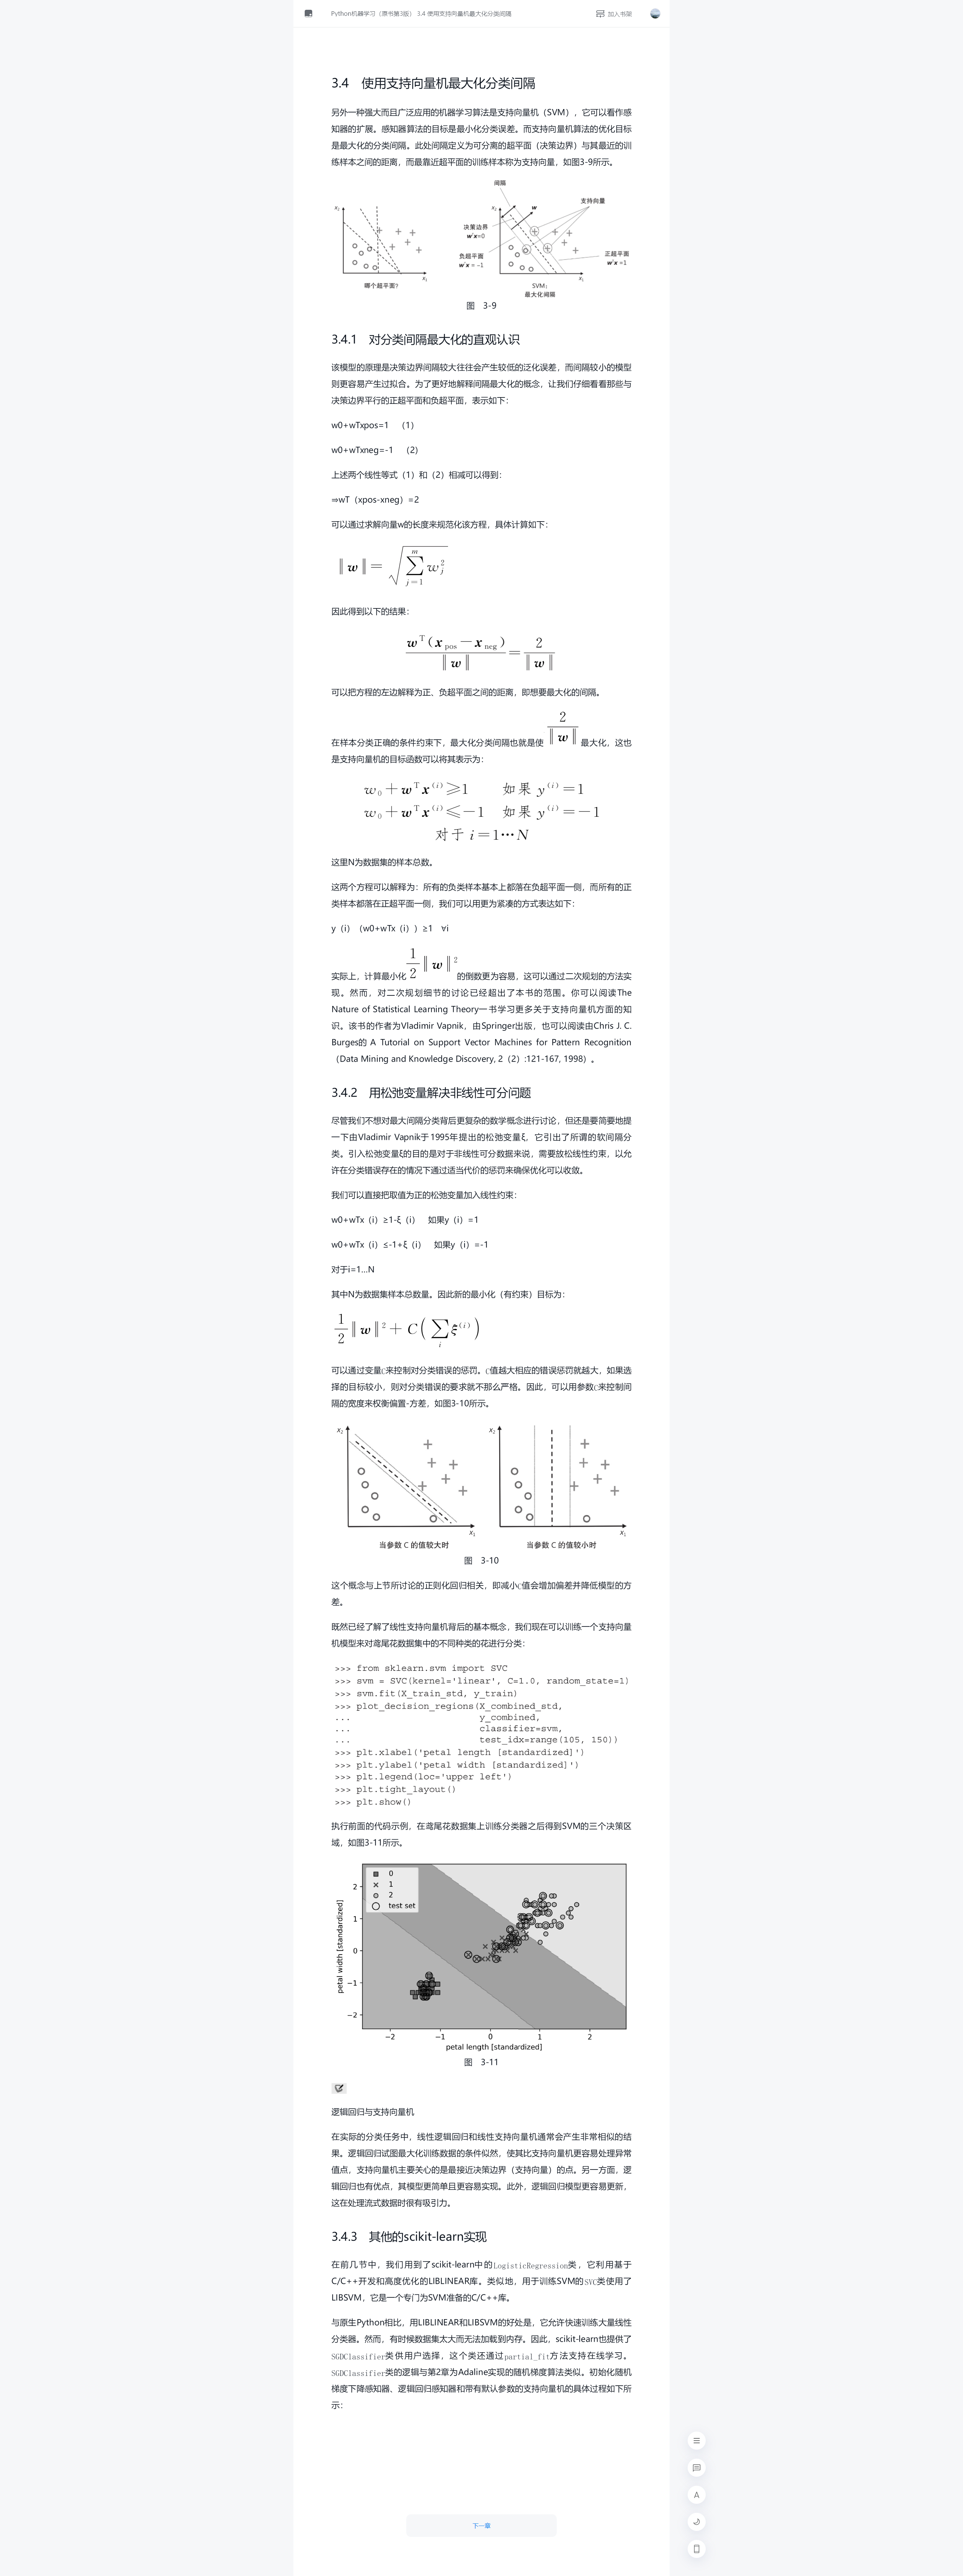 Python机器学习（原书第3版） 3.4 使用支持向量机最大化分类间隔
加入书架
3.4 使用支持向量机最大化分类间隔
另外一种强大而且广泛应用的机器学习算法是支持向量机（SVM），它可以看作感
知器的扩展。感知器算法的目标是最小化分类误差。而支持向量机算法的优化目标
是最大化的分类间隔。此处间隔定义为可分离的超平面（决策边界）与其最近的训
练样本之间的距离，而最靠近超平面的训练样本称为支持向量，如图3-9所示。
x₂
x₁
哪个超平面?
间隔
w
支持向量
x₂
决策边界
wᵀx=0
负超平面
wᵀx = −1
正超平面
wᵀx =1
x₁
SVM:
最大化间隔
图 3-9
3.4.1 对分类间隔最大化的直观认识
该模型的原理是决策边界间隔较大往往会产生较低的泛化误差，而间隔较小的模型
则更容易产生过拟合。为了更好地解释间隔最大化的概念，让我们仔细看看那些与
决策边界平行的正超平面和负超平面，表示如下：
w0+wTxpos=1 （1）
w0+wTxneg=-1 （2）
上述两个线性等式（1）和（2）相减可以得到：
⇒wT（xpos-xneg）=2
可以通过求解向量w的长度来规范化该方程，具体计算如下：
‖w‖=√(∑_{j=1}^{m} w_j^2)
因此得到以下的结果：
wᵀ(x_pos−x_neg)/‖w‖=2/‖w‖
可以把方程的左边解释为正、负超平面之间的距离，即想要最大化的间隔。
在样本分类正确的条件约束下，最大化分类间隔也就是使 2/‖w‖ 最大化，这也
是支持向量机的目标函数可以将其表示为：
w₀+wᵀx⁽ⁱ⁾≥1 如果 y⁽ⁱ⁾=1
w₀+wᵀx⁽ⁱ⁾≤−1 如果 y⁽ⁱ⁾=−1
对于 i=1…N
这里N为数据集的样本总数。
这两个方程可以解释为：所有的负类样本基本上都落在负超平面一侧，而所有的正
类样本都落在正超平面一侧，我们可以用更为紧凑的方式表达如下：
y（i）（w0+wTx（i））≥1 ∀i
实际上，计算最小化 1/2‖w‖² 的倒数更为容易，这可以通过二次规划的方法实
现。然而，对二次规划细节的讨论已经超出了本书的范围。你可以阅读The
Nature of Statistical Learning Theory一书学习更多关于支持向量机方面的知
识。该书的作者为Vladimir Vapnik，由Springer出版，也可以阅读由Chris J. C.
Burges的 A Tutorial on Support Vector Machines for Pattern Recognition
（Data Mining and Knowledge Discovery, 2（2）:121-167, 1998）。
3.4.2 用松弛变量解决非线性可分问题
尽管我们不想对最大间隔分类背后更复杂的数学概念进行讨论，但还是要简要地提
一下由Vladimir Vapnik于1995年提出的松弛变量ξ，它引出了所谓的软间隔分
类。引入松弛变量ξ的目的是对于非线性可分数据来说，需要放松线性约束，以允
许在分类错误存在的情况下通过适当代价的惩罚来确保优化可以收敛。
我们可以直接把取值为正的松弛变量加入线性约束：
w0+wTx（i）≥1-ξ（i） 如果y（i）=1
w0+wTx（i）≤-1+ξ（i） 如果y（i）=-1
对于i=1…N
其中N为数据集样本总数量。因此新的最小化（有约束）目标为：
1/2‖w‖²+C(∑ᵢ ξ⁽ⁱ⁾)
可以通过变量C来控制对分类错误的惩罚。C值越大相应的错误惩罚就越大，如果选
择的目标较小，则对分类错误的要求就不那么严格。因此，可以用参数C来控制间
隔的宽度来权衡偏置-方差，如图3-10所示。
x₂
x₁
当参数 C 的值较大时
x₂
x₁
当参数 C 的值较小时
图 3-10
这个概念与上节所讨论的正则化回归相关，即减小C值会增加偏差并降低模型的方
差。
既然已经了解了线性支持向量机背后的基本概念，我们现在可以训练一个支持向量
机模型来对鸢尾花数据集中的不同种类的花进行分类：
>>> from sklearn.svm import SVC
>>> svm = SVC(kernel='linear', C=1.0, random_state=1)
>>> svm.fit(X_train_std, y_train)
>>> plot_decision_regions(X_combined_std,
... y_combined,
... classifier=svm,
... test_idx=range(105, 150))
>>> plt.xlabel('petal length [standardized]')
>>> plt.ylabel('petal width [standardized]')
>>> plt.legend(loc='upper left')
>>> plt.tight_layout()
>>> plt.show()
执行前面的代码示例，在鸢尾花数据集上训练分类器之后得到SVM的三个决策区
域，如图3-11所示。
0
1
2
test set
2
1
0
−1
−2
petal width [standardized]
−2 −1 0 1 2
petal length [standardized]
图 3-11
逻辑回归与支持向量机
在实际的分类任务中，线性逻辑回归和线性支持向量机通常会产生非常相似的结
果。逻辑回归试图最大化训练数据的条件似然，使其比支持向量机更容易处理异常
值点，支持向量机主要关心的是最接近决策边界（支持向量）的点。另一方面，逻
辑回归也有优点，其模型更简单且更容易实现。此外，逻辑回归模型更容易更新，
这在处理流式数据时很有吸引力。
3.4.3 其他的scikit-learn实现
在前几节中，我们用到了scikit-learn中的LogisticRegression类，它利用基于
C/C++开发和高度优化的LIBLINEAR库。类似地，用于训练SVM的SVC类使用了
LIBSVM，它是一个专门为SVM准备的C/C++库。
与原生Python相比，用LIBLINEAR和LIBSVM的好处是，它允许快速训练大量线性
分类器。然而，有时候数据集太大而无法加载到内存。因此，scikit-learn也提供了
SGDClassifier类供用户选择，这个类还通过partial_fit方法支持在线学习。
SGDClassifier类的逻辑与第2章为Adaline实现的随机梯度算法类似。初始化随机
梯度下降感知器、逻辑回归感知器和带有默认参数的支持向量机的具体过程如下所
示：
A
下一章